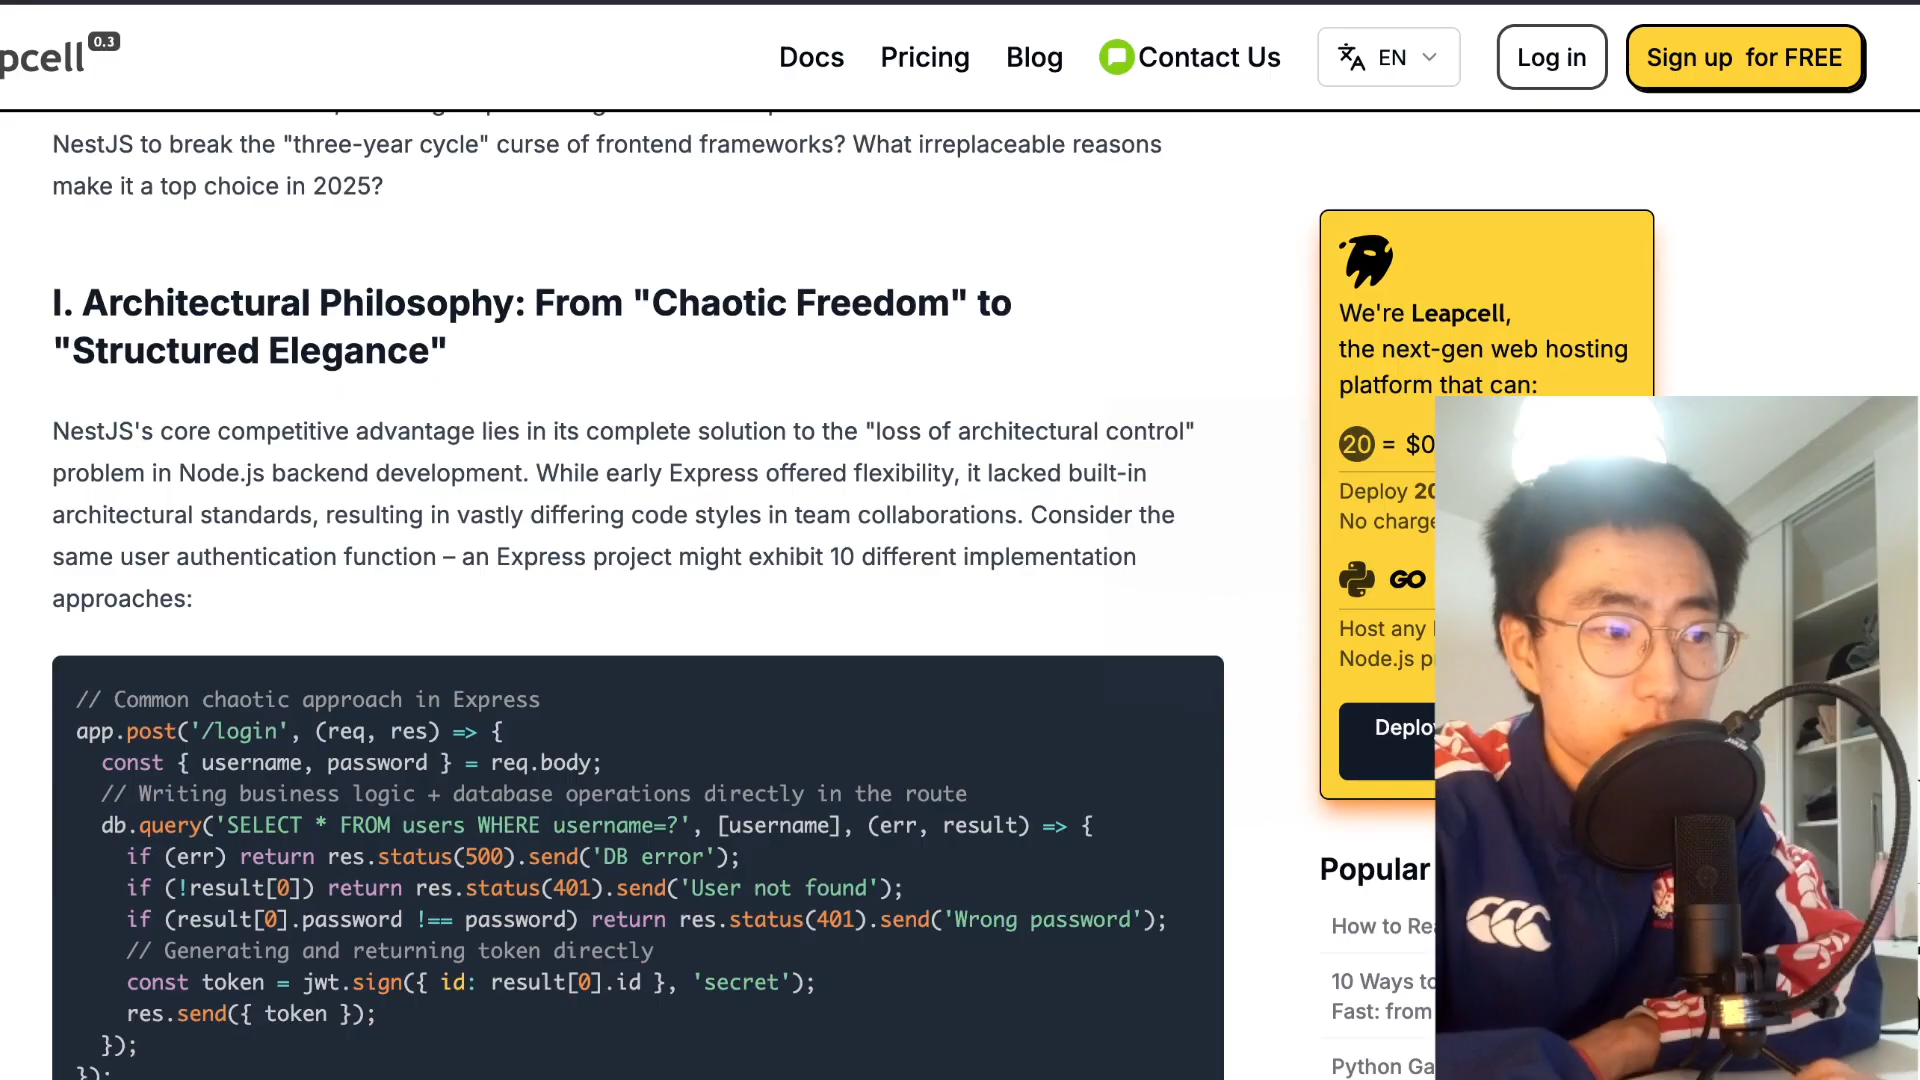 pcell 0.3
Docs
Pricing
Blog
Contact Us
EN
Log in
Sign up for FREE
NestJS to break the "three-year cycle" curse of frontend frameworks? What irreplaceable reasons
make it a top choice in 2025?
I. Architectural Philosophy: From "Chaotic Freedom" to
"Structured Elegance"
NestJS's core competitive advantage lies in its complete solution to the "loss of architectural control"
problem in Node.js backend development. While early Express offered flexibility, it lacked built-in
architectural standards, resulting in vastly differing code styles in team collaborations. Consider the
same user authentication function – an Express project might exhibit 10 different implementation
approaches:
// Common chaotic approach in Express
app.post('/login', (req, res) => {
const { username, password } = req.body;
// Writing business logic + database operations directly in the route
db.query('SELECT * FROM users WHERE username=?', [username], (err, result) => {
if (err) return res.status(500).send('DB error');
if (!result[0]) return res.status(401).send('User not found');
if (result[0].password !== password) return res.status(401).send('Wrong password');
// Generating and returning token directly
const token = jwt.sign({ id: result[0].id }, 'secret');
res.send({ token });
});
});
We're Leapcell,
the next-gen web hosting
platform that can:
20 = $0
Deploy 20
No charge
GO
Host any
Node.js p
Deplo
Popular
How to Rea
10 Ways to
Fast: from
Python Ga